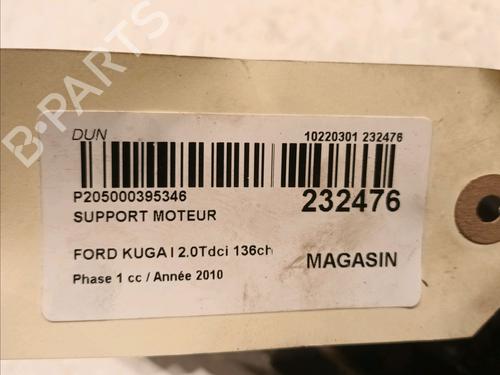 DUN
10220301 232476
P205000395346
232476
SUPPORT MOTEUR
FORD KUGA I 2.0Tdci 136ch
MAGASIN
Phase 1 cc / Année 2010
B-PARTS